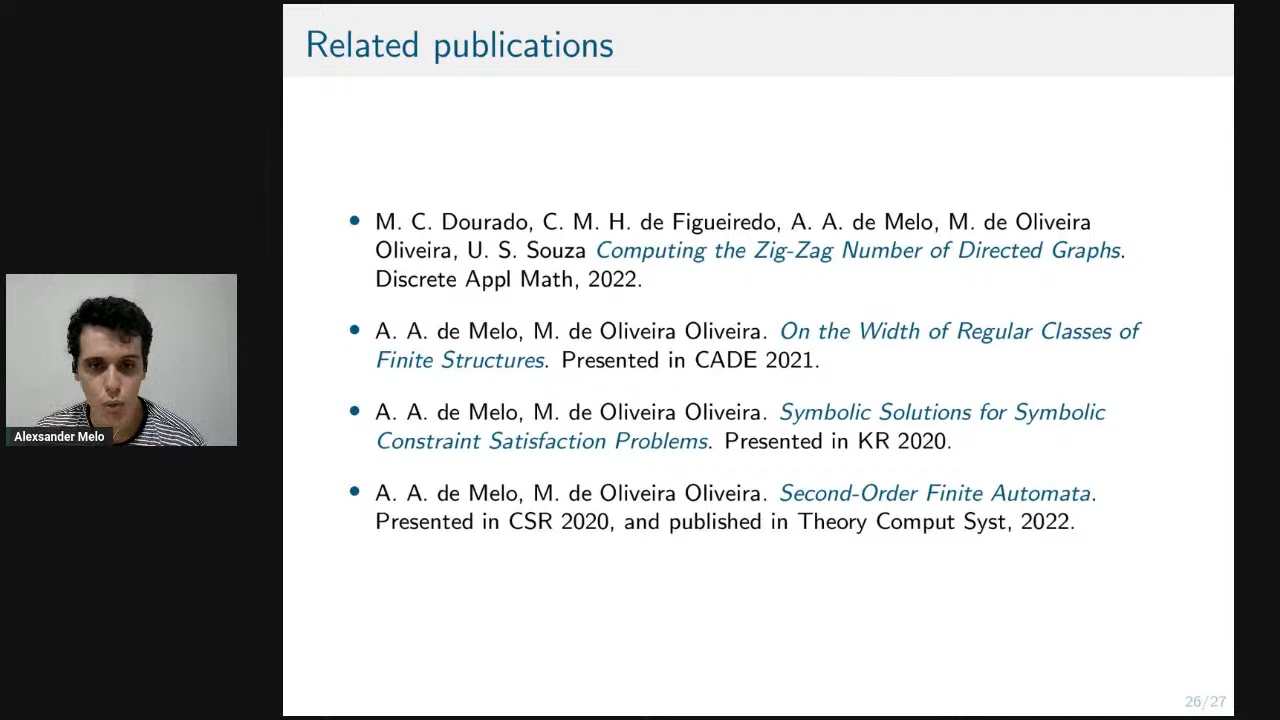 Related publications
• M. C. Dourado, C. M. H. de Figueiredo, A. A. de Melo, M. de Oliveira
Oliveira, U. S. Souza Computing the Zig-Zag Number of Directed Graphs.
Discrete Appl Math, 2022.
• A. A. de Melo, M. de Oliveira Oliveira. On the Width of Regular Classes of
Finite Structures. Presented in CADE 2021.
• A. A. de Melo, M. de Oliveira Oliveira. Symbolic Solutions for Symbolic
Constraint Satisfaction Problems. Presented in KR 2020.
• A. A. de Melo, M. de Oliveira Oliveira. Second-Order Finite Automata.
Presented in CSR 2020, and published in Theory Comput Syst, 2022.
Alexsander Melo
26/27